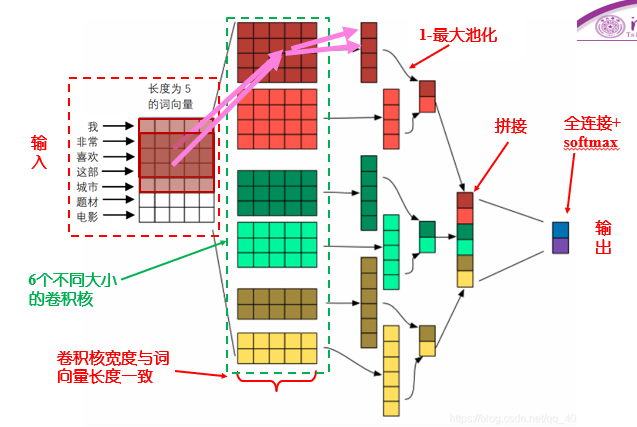 1-最大池化
长度为 5
的词向量
输
入
我
非常
喜欢
这部
城市
题材
电影
拼接
全连接+
softmax
输
出
6个不同大小
的卷积核
卷积核宽度与词
向量长度一致
https://blog.csdn.net/qq_40